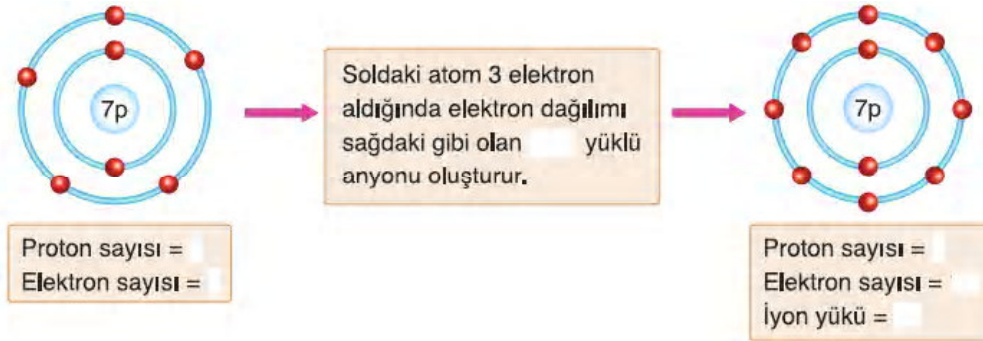 7p
Soldaki atom 3 elektron
aldığında elektron dağılımı
sağdaki gibi olan yüklü
anyonu oluşturur.
7p
Proton sayısı =
Elektron sayısı =
Proton sayısı =
Elektron sayısı =
İyon yükü =